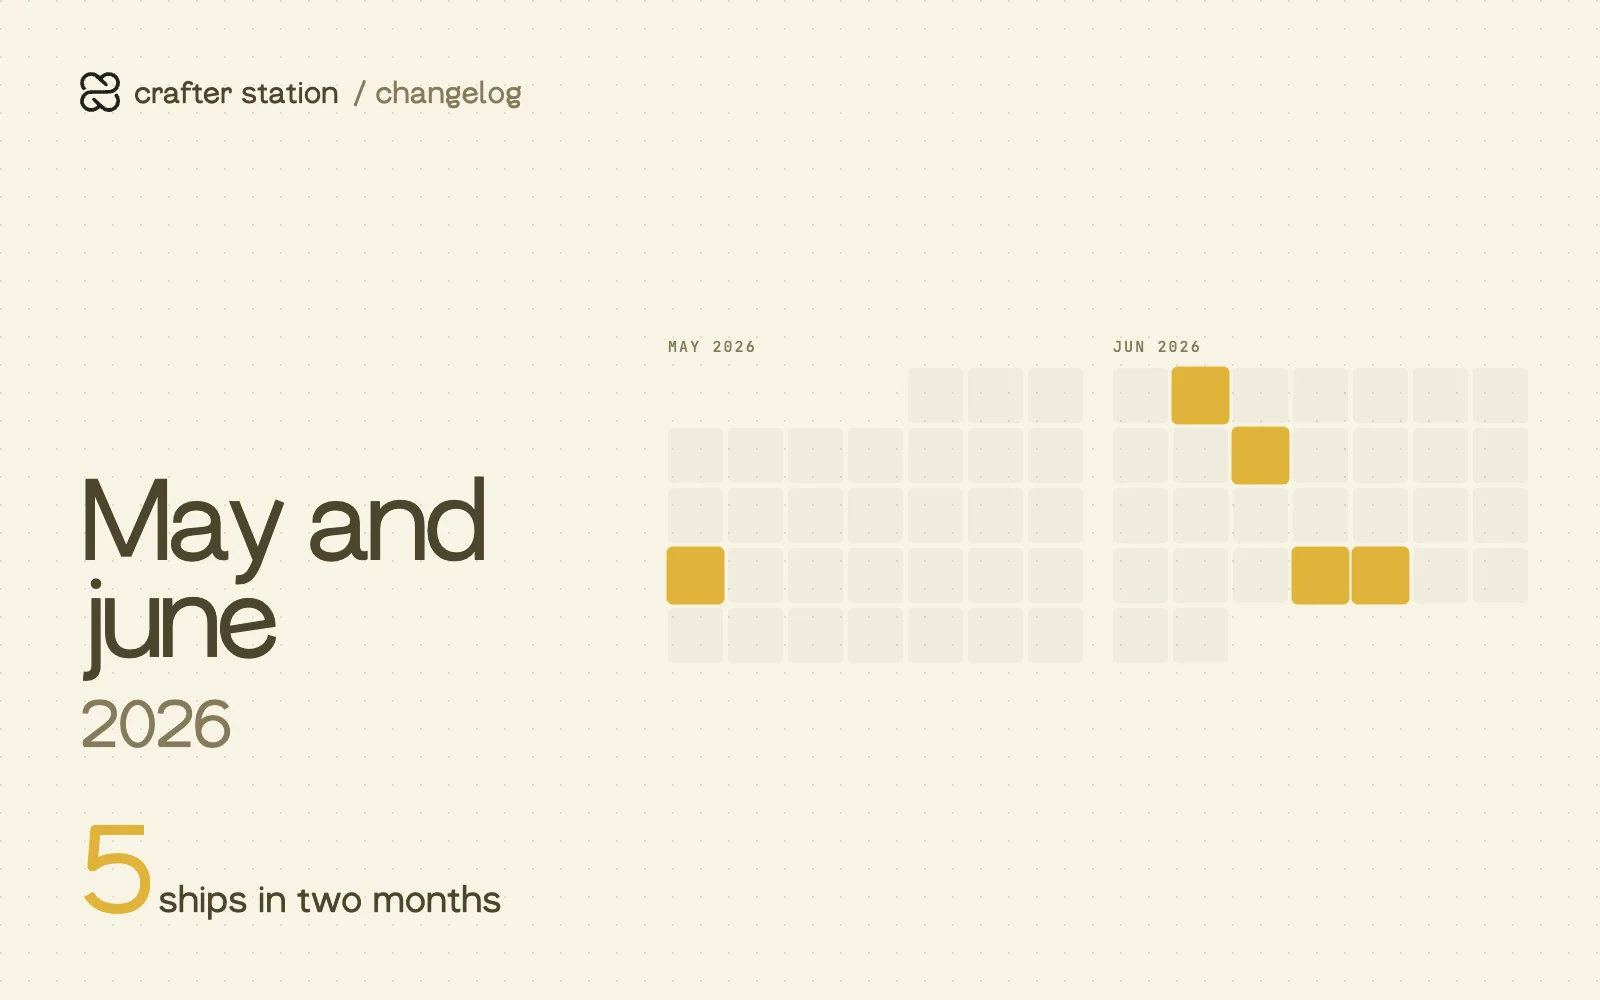 crafter station / changelog
MAY 2026
JUN 2026
May and
june
2026
5 ships in two months